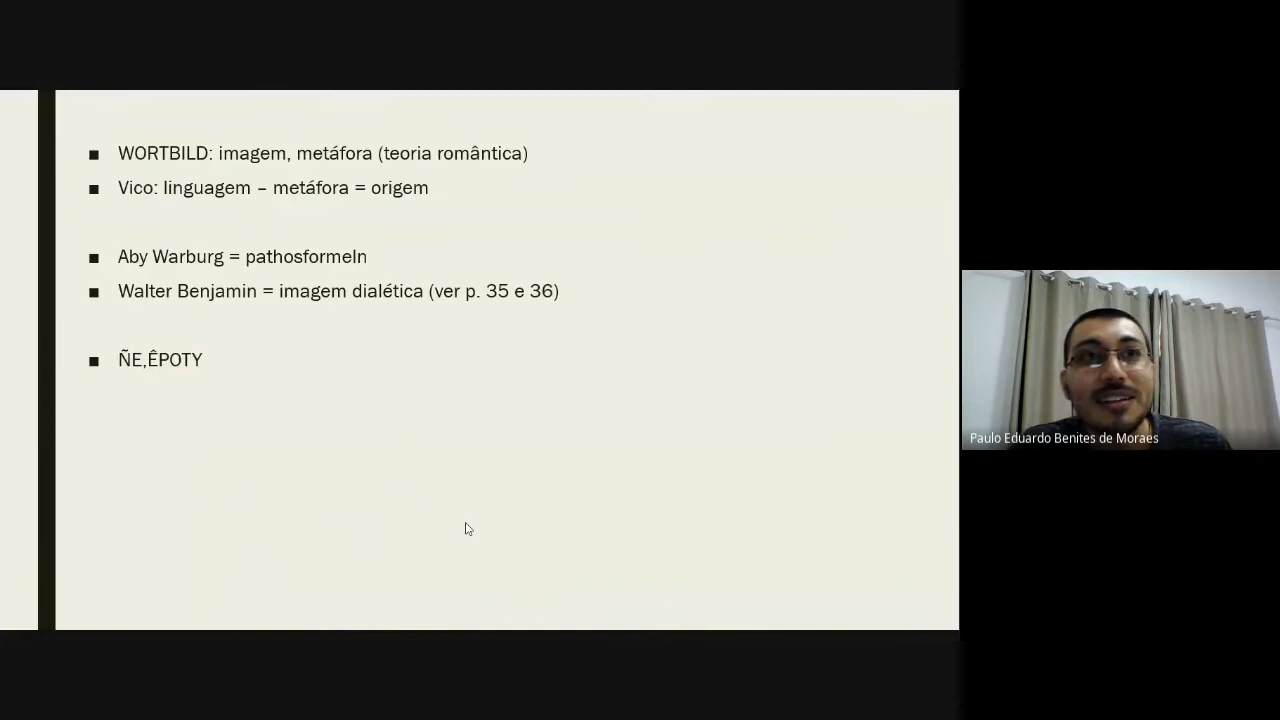 WORTBILD: imagem, metáfora (teoria romântica)
Vico: linguagem – metáfora = origem
Aby Warburg = pathosformeln
Walter Benjamin = imagem dialética (ver p. 35 e 36)
ÑE,ÊPOTY
Paulo Eduardo Benites de Moraes